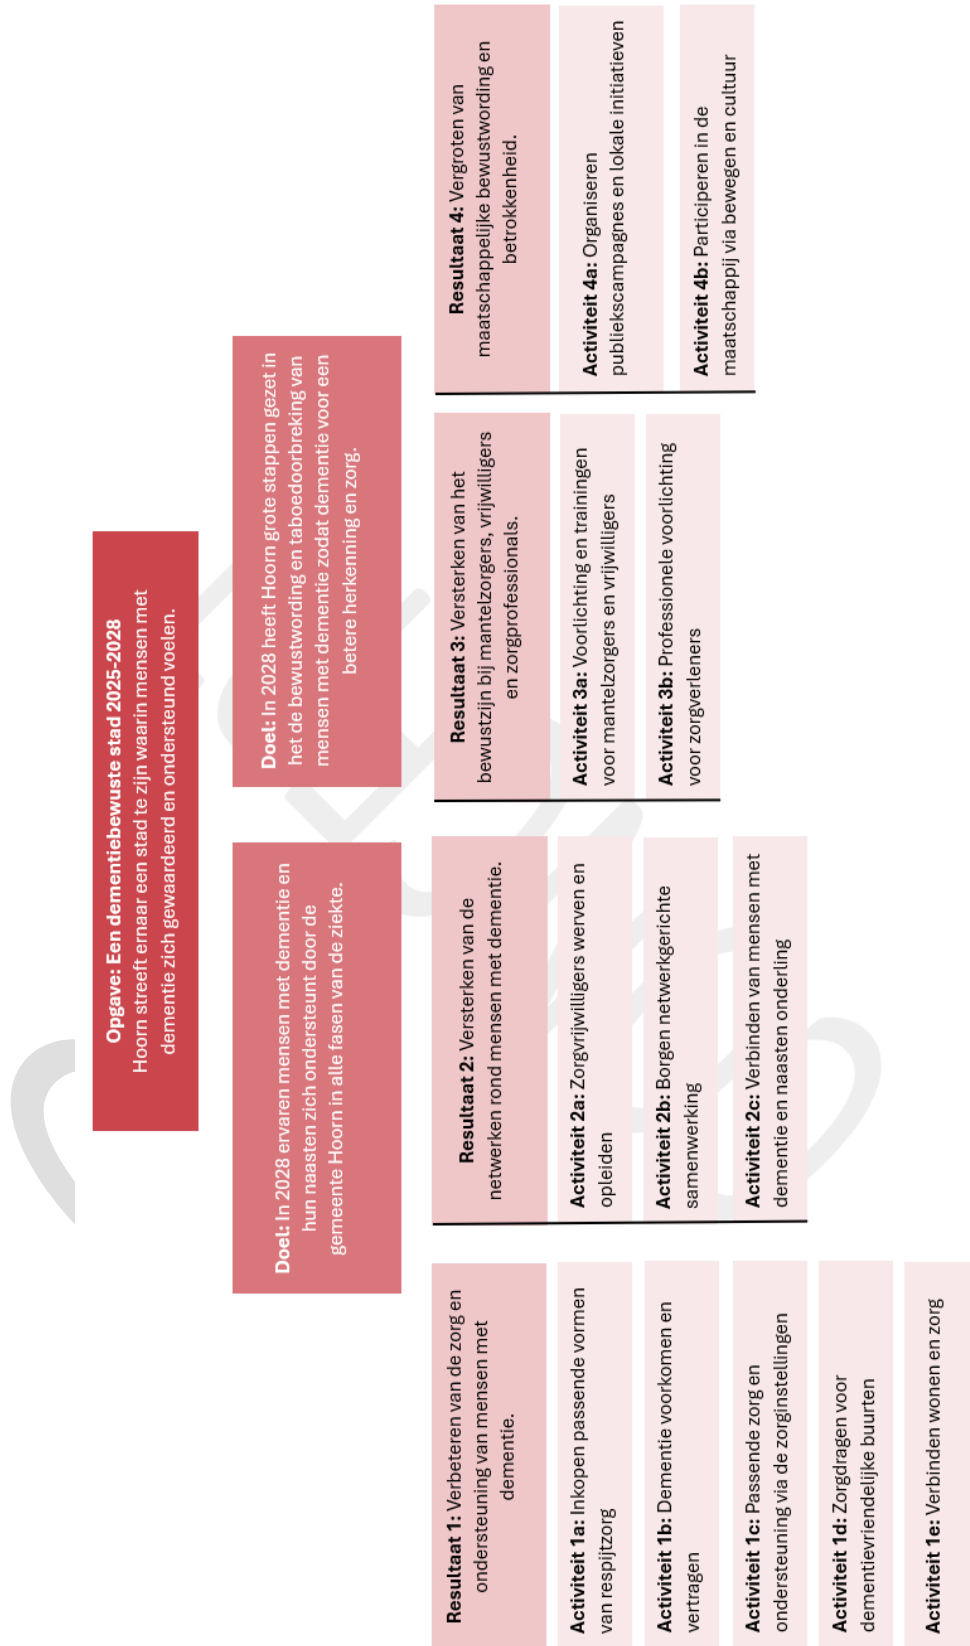 Opgave: Een dementiebewuste stad 2025-2028
Hoorn streeft ernaar een stad te zijn waarin mensen met
dementie zich gewaardeerd en ondersteund voelen.
Doel: In 2028 ervaren mensen met dementie en
hun naasten zich ondersteunt door de
gemeente Hoorn in alle fasen van de ziekte.
Doel: In 2028 heeft Hoorn grote stappen gezet in
het de bewustwording en taboedoorbreking van
mensen met dementie zodat dementie voor een
betere herkenning en zorg.
Resultaat 1: Verbeteren van de zorg en
ondersteuning van mensen met
dementie.
Activiteit 1a: Inkopen passende vormen
van respijtzorg
Activiteit 1b: Dementie voorkomen en
vertragen
Activiteit 1c: Passende zorg en
ondersteuning via de zorginstellingen
Activiteit 1d: Zorgdragen voor
dementievriendelijke buurten
Activiteit 1e: Verbinden wonen en zorg
Resultaat 2: Versterken van de
netwerken rond mensen met dementie.
Activiteit 2a: Zorgvrijwilligers werven en
opleiden
Activiteit 2b: Borgen netwerkgerichte
samenwerking
Activiteit 2c: Verbinden van mensen met
dementie en naasten onderling
Resultaat 3: Versterken van het
bewustzijn bij mantelzorgers, vrijwilligers
en zorgprofessionals.
Activiteit 3a: Voorlichting en trainingen
voor mantelzorgers en vrijwilligers
Activiteit 3b: Professionele voorlichting
voor zorgverleners
Resultaat 4: Vergroten van
maatschappelijke bewustwording en
betrokkenheid.
Activiteit 4a: Organiseren
publiekscampagnes en lokale initiatieven
Activiteit 4b: Participeren in de
maatschappij via bewegen en cultuur